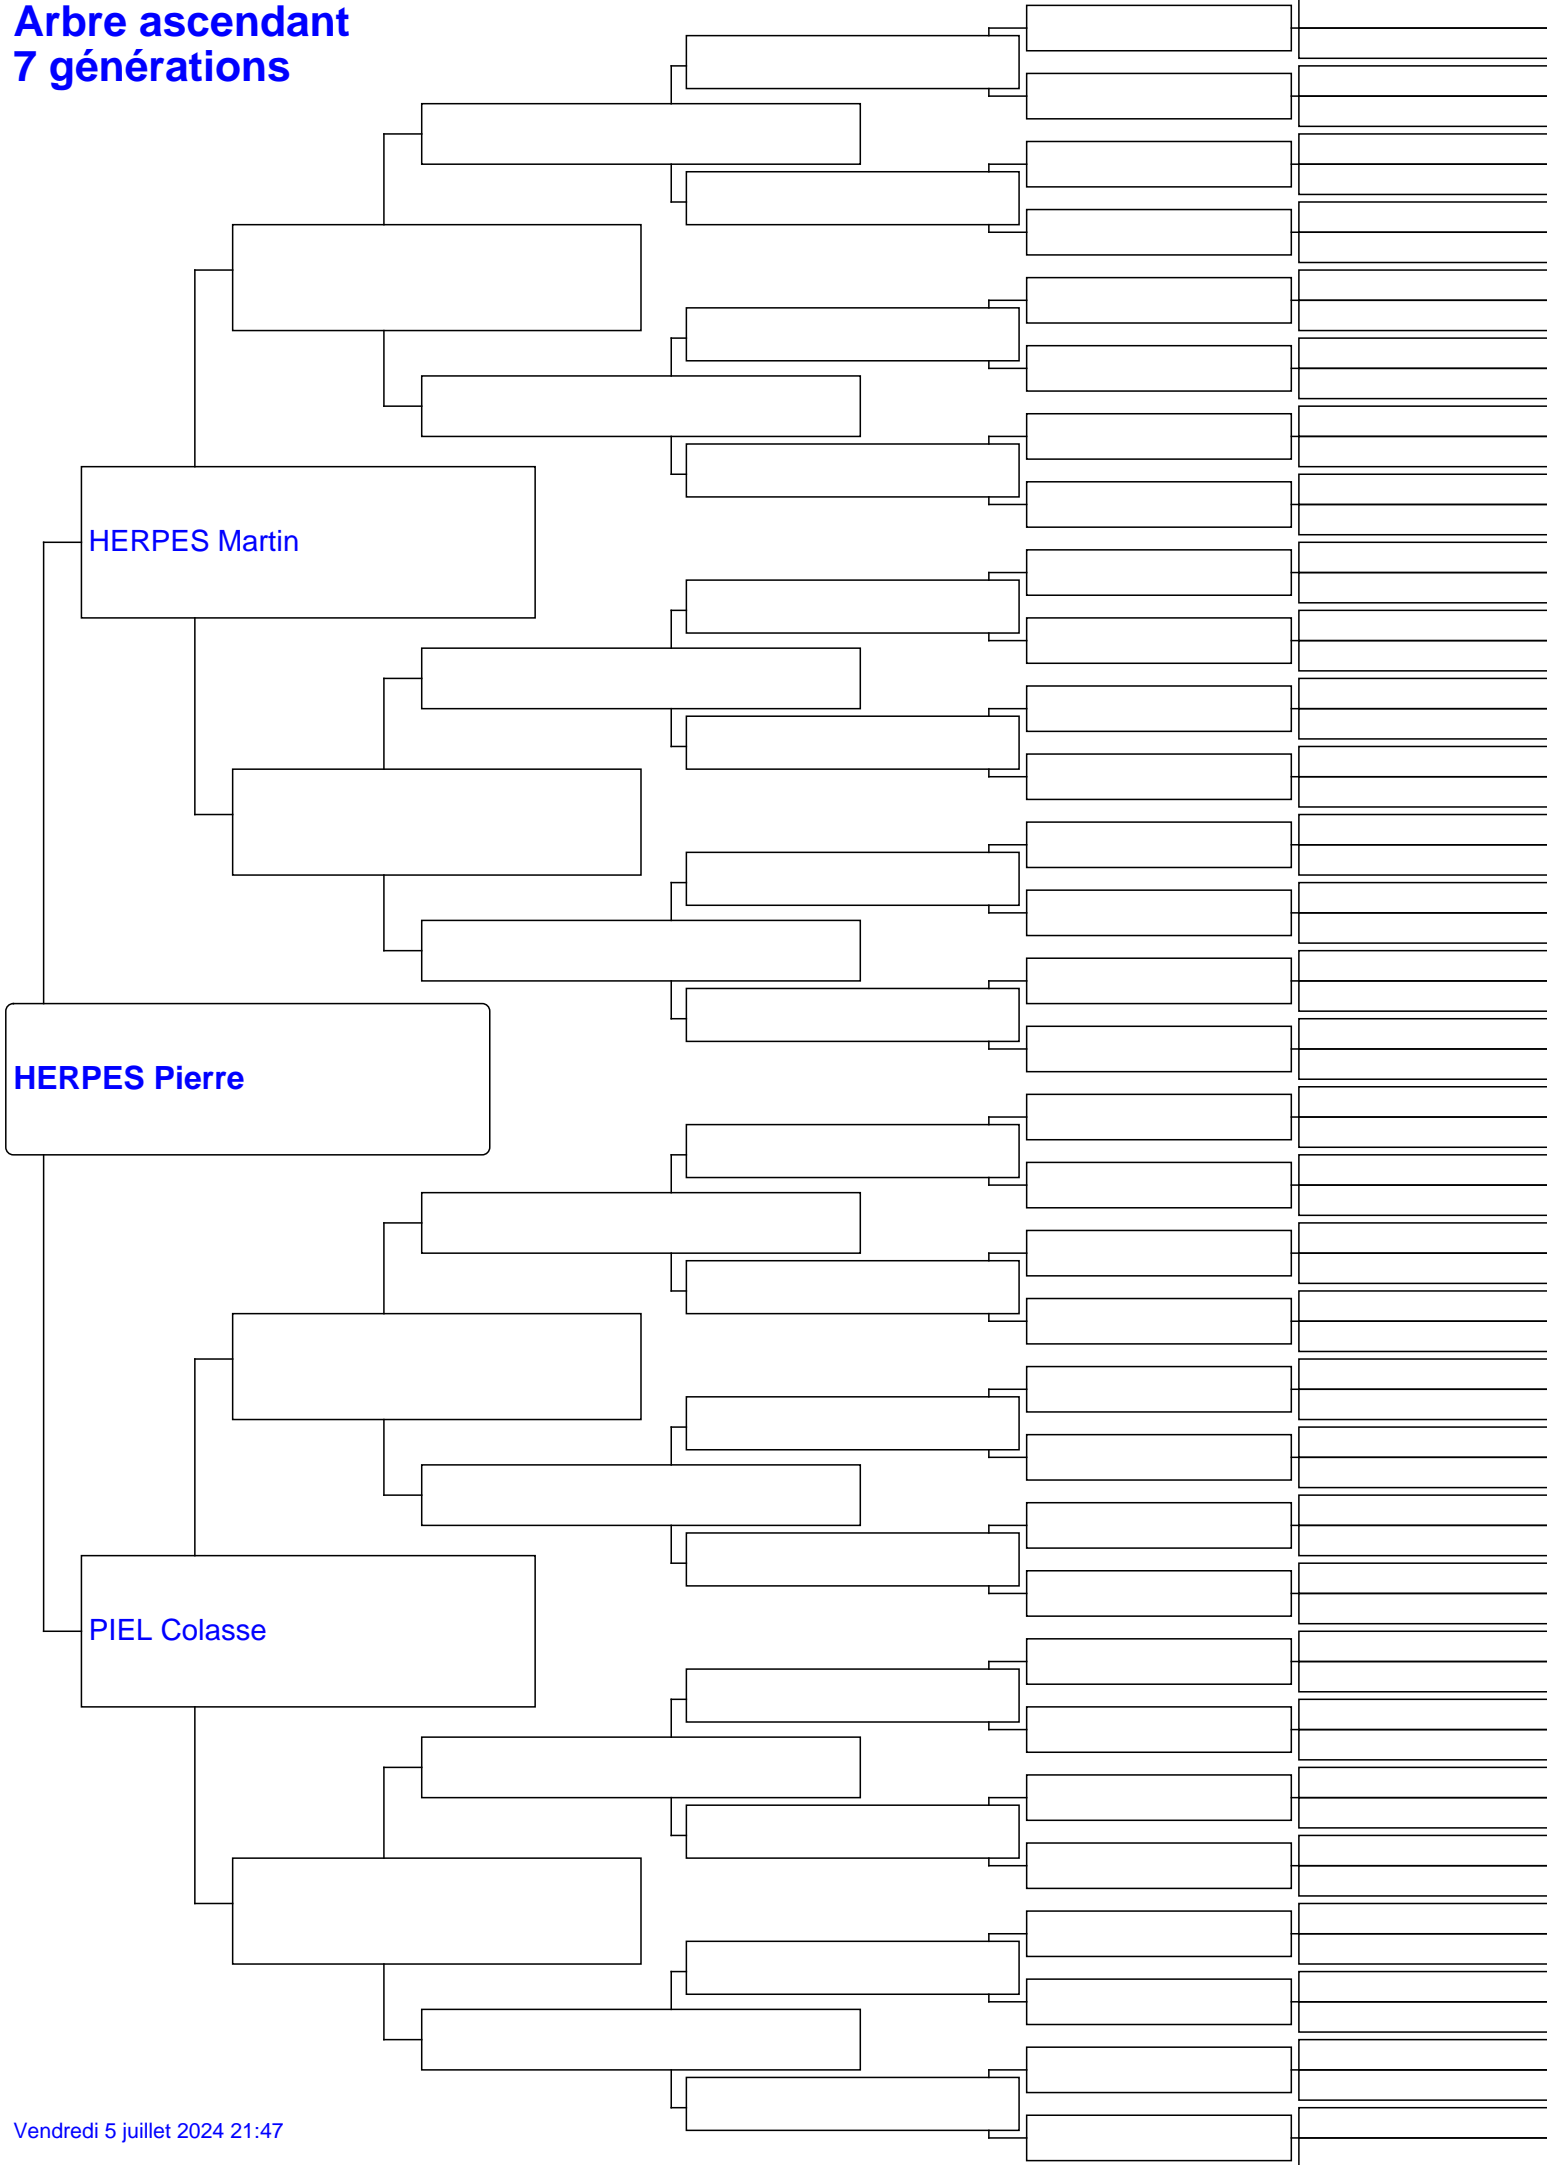 Arbre ascendant
7 générations
HERPES Martin
HERPES Pierre
PIEL Colasse
Vendredi 5 juillet 2024 21:47